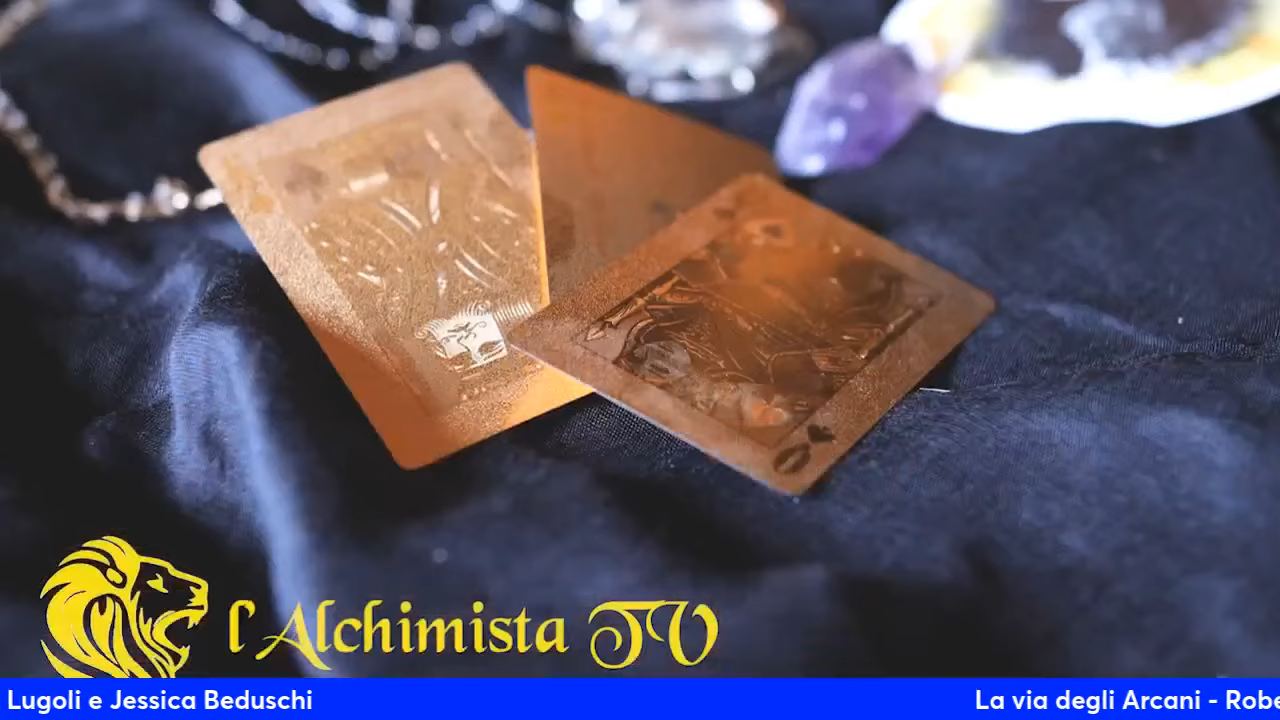 Q
l'Alchimista TV
Lugoli e Jessica Beduschi
La via degli Arcani - Robe